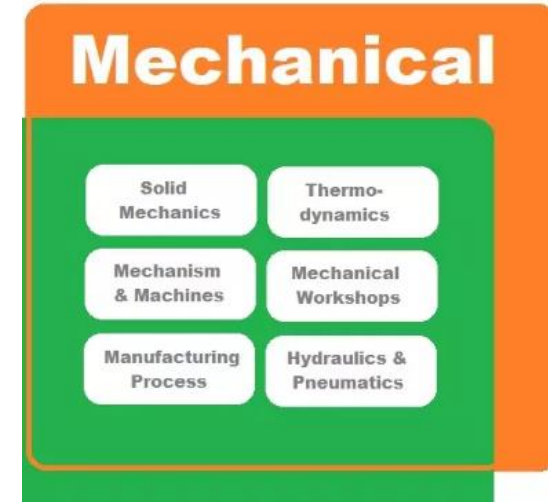 Mechanical
Solid
Mechanics
Thermo-
dynamics
Mechanism
& Machines
Mechanical
Workshops
Manufacturing
Process
Hydraulics &
Pneumatics